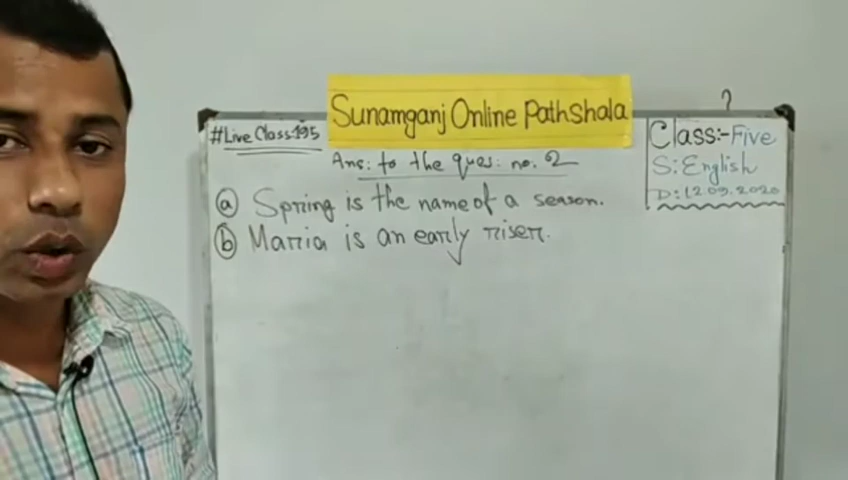 Sunamganj Online Pathshala
#Live Class:-195
Ans: to the ques: no. 2
ⓐ Spring is the name of a season.
ⓑ Maria is an early riser.
?
Class:- Five
S: English
D: 12.09.2020